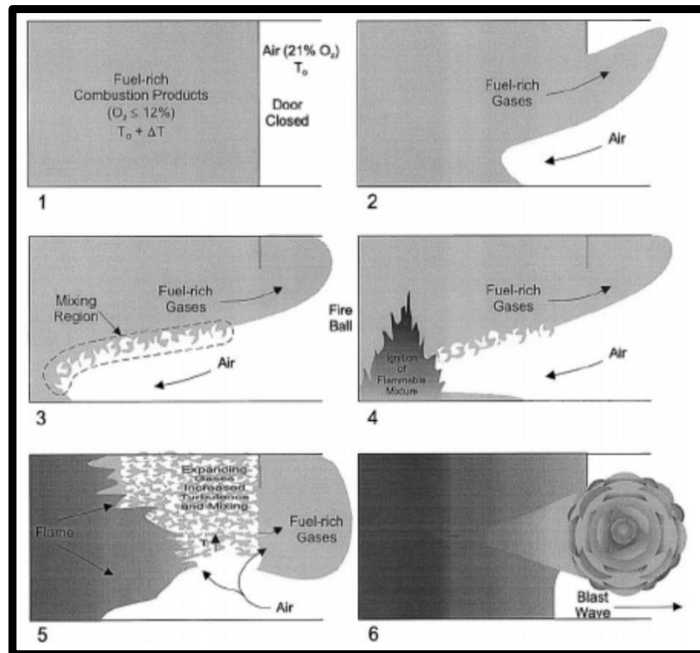 Fuel-rich
Combustion Products
(O₂ ≤ 12%)
T₀ + ΔT
Air (21% O₂)
T₀
Door
Closed
1
Fuel-rich
Gases
Air
2
Mixing
Region
Fuel-rich
Gases
Air
3
Fire
Ball
Fuel-rich
Gases
Ignition
of
Flammable
Mixture
Air
4
Expanding
Gases
Increased
Turbulence
and Mixing
Flame
Fuel-rich
Gases
Air
5
Blast
Wave
6